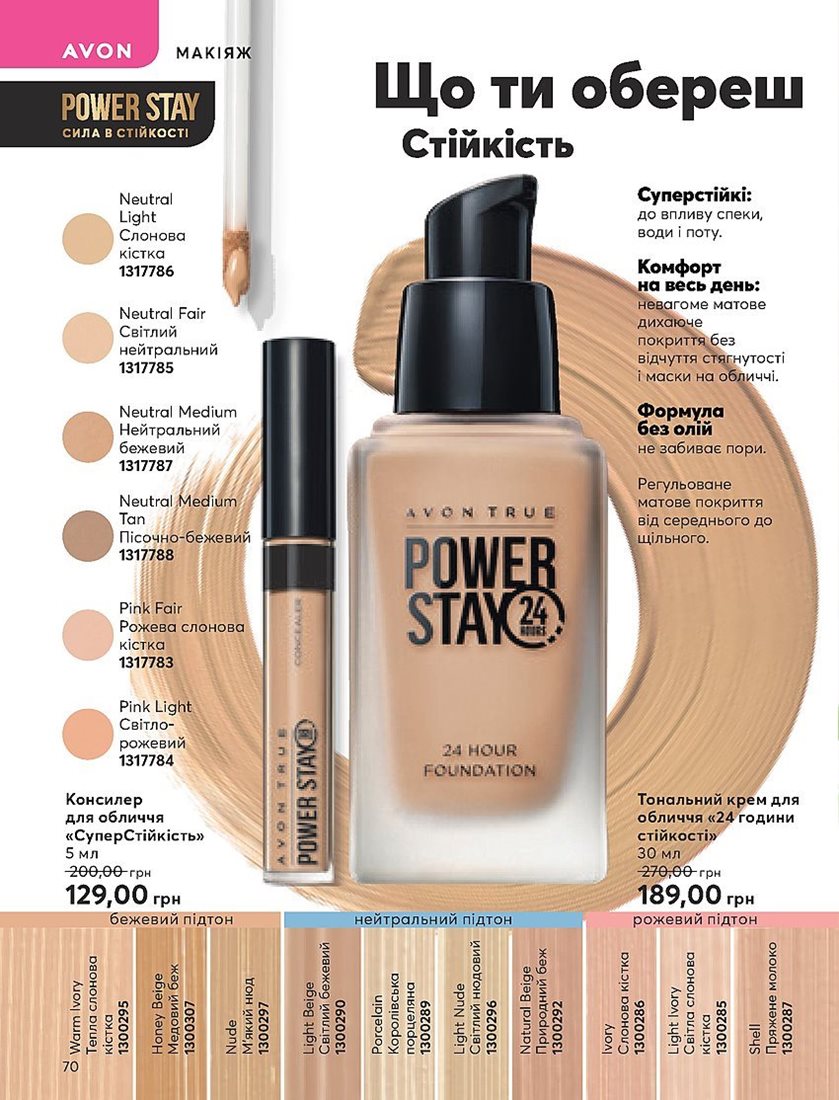 AVON
МАКІЯЖ
POWER STAY
СИЛА В СТІЙКОСТІ
Що ти обереш
Стійкість
Neutral
Light
Слонова
кістка
1317786
Neutral Fair
Світлий
нейтральний
1317785
Neutral Medium
Нейтральний
бежевий
1317787
Neutral Medium
Tan
Пісочно-бежевий
1317788
Pink Fair
Рожева слонова
кістка
1317783
Pink Light
Світло-
рожевий
1317784
Консилер
для обличчя
«СуперСтійкість»
5 мл
200,00 грн
129,00 грн
CONCEALER
AVON TRUE
POWER STAY
AVON TRUE
POWER
STAY 24
HOURS
24 HOUR
FOUNDATION
Суперстійкі:
до впливу спеки,
води і поту.
Комфорт
на весь день:
невагоме матове
дихаюче
покриття без
відчуття стягнутості
і маски на обличчі.
Формула
без олій
не забиває пори.
Регульоване
матове покриття
від середнього до
щільного.
Тональний крем для
обличчя «24 години
стійкості»
30 мл
270,00 грн
189,00 грн
бежевий підтон
нейтральний підтон
рожевий підтон
Warm Ivory
Тепла слонова
кістка
1300295
Honey Beige
Медовий беж
1300307
Nude
М'який нюд
1300297
Light Beige
Світлий бежевий
1300290
Porcelain
Королівська
порцеляна
1300289
Light Nude
Світлий нюдовий
1300296
Natural Beige
Природний беж
1300292
Ivory
Слонова кістка
1300286
Light Ivory
Світла слонова
кістка
1300285
Shell
Пряжене молоко
1300287
70